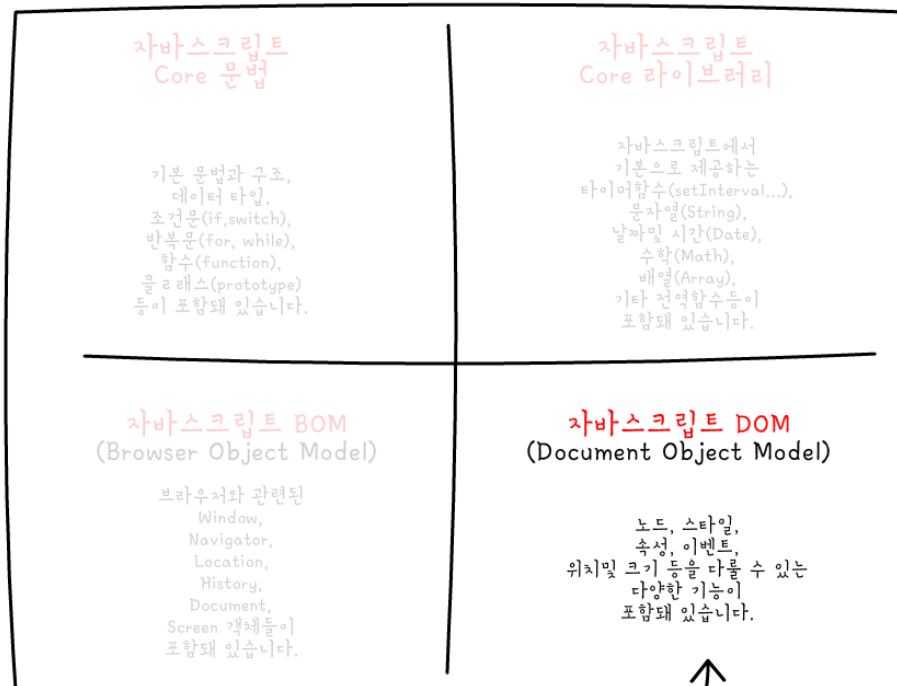 자바스크립트
Core 문법
기본 문법과 구조,
데이터 타입,
조건문(if,switch),
반복문(for, while),
함수(function),
클ㄹ래스(prototype)
등이 포함돼 있습니다.
자바스크립트
Core 라이브러리
자바스크립트에서
기본으로 제공하는
타이머함수(setInterval...),
문자열(String),
날짜및 시간(Date),
수학(Math),
배열(Array),
기타 전역함수등이
포함돼 있습니다.
자바스크립트 BOM
(Browser Object Model)
브라우저와 관련된
Window,
Navigator,
Location,
History,
Document,
Screen 객체들이
포함돼 있습니다.
자바스크립트 DOM
(Document Object Model)
노드, 스타일,
속성, 이벤트,
위치및 크기 등을 다룰 수 있는
다양한 기능이
포함돼 있습니다.